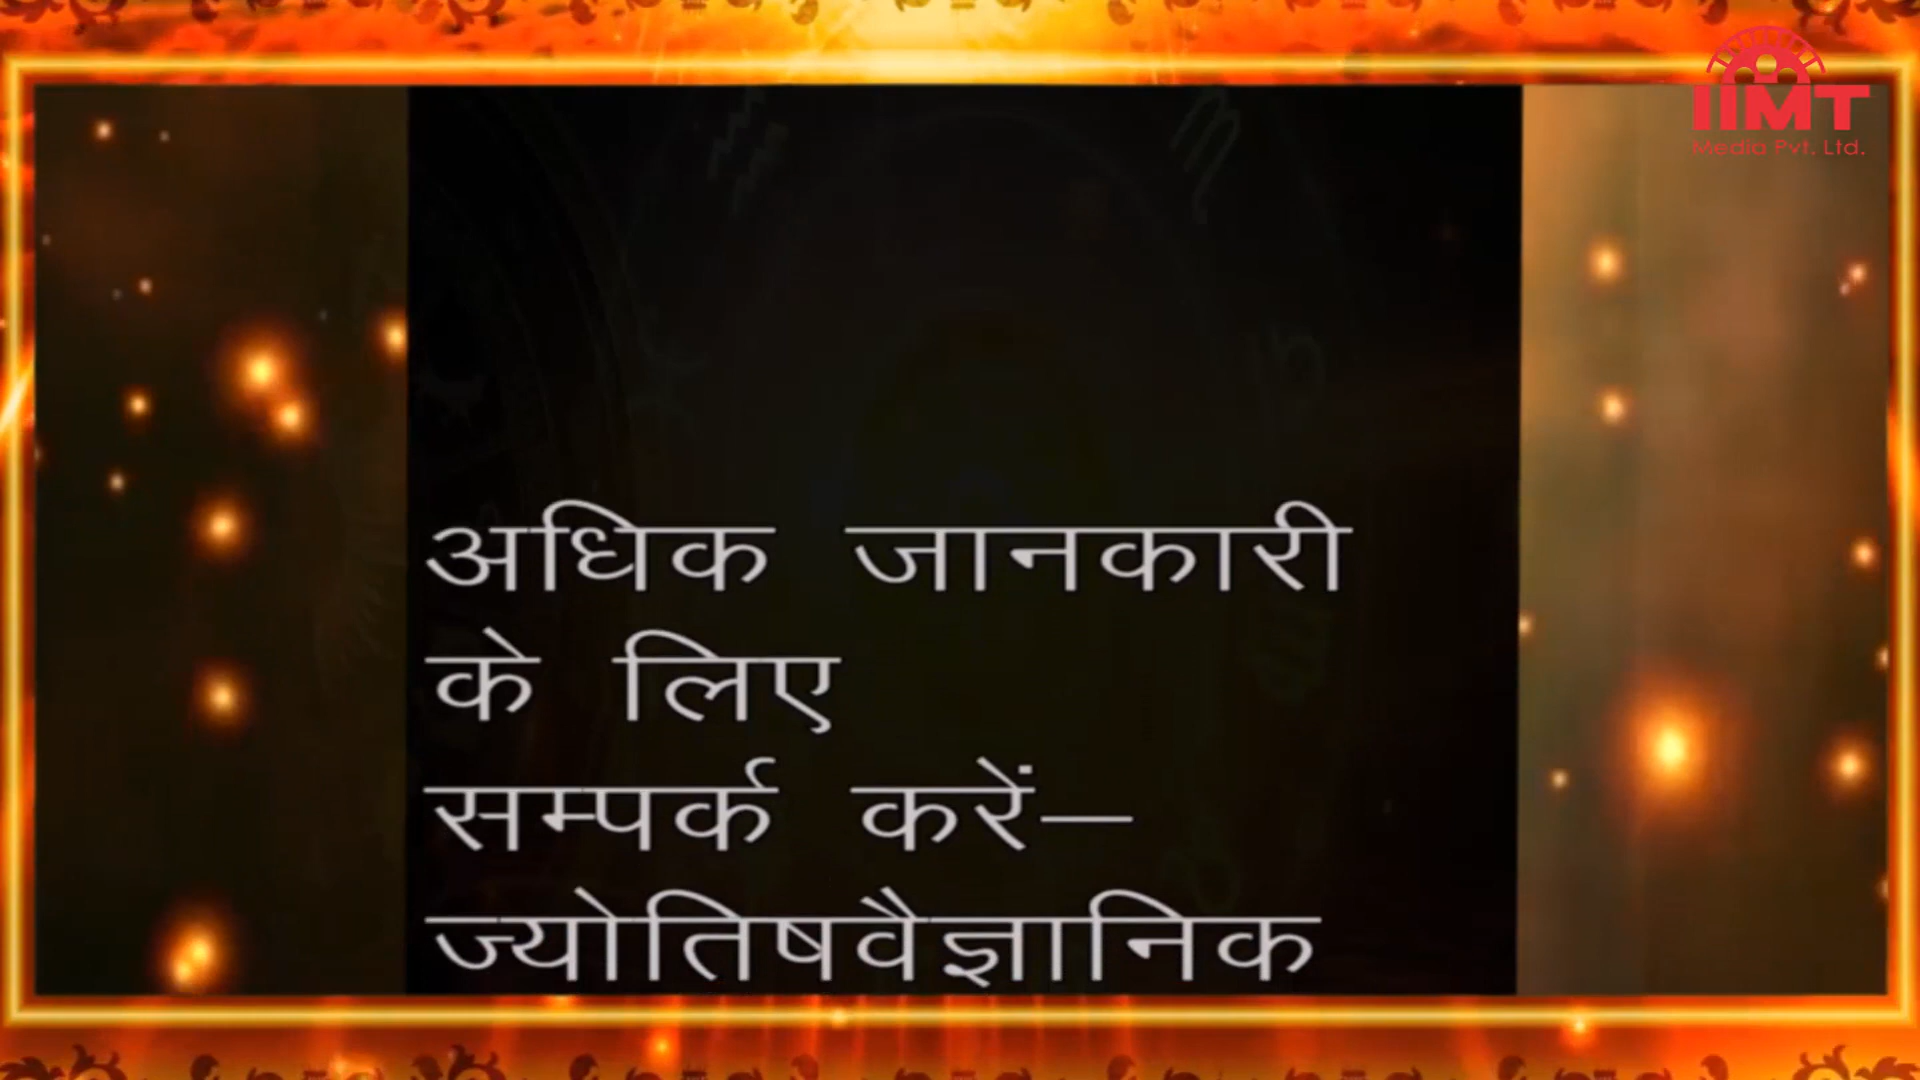 IIMT
Media Pvt. Ltd.
अधिक जानकारी
के लिए
सम्पर्क करें–
ज्योतिषवैज्ञानिक